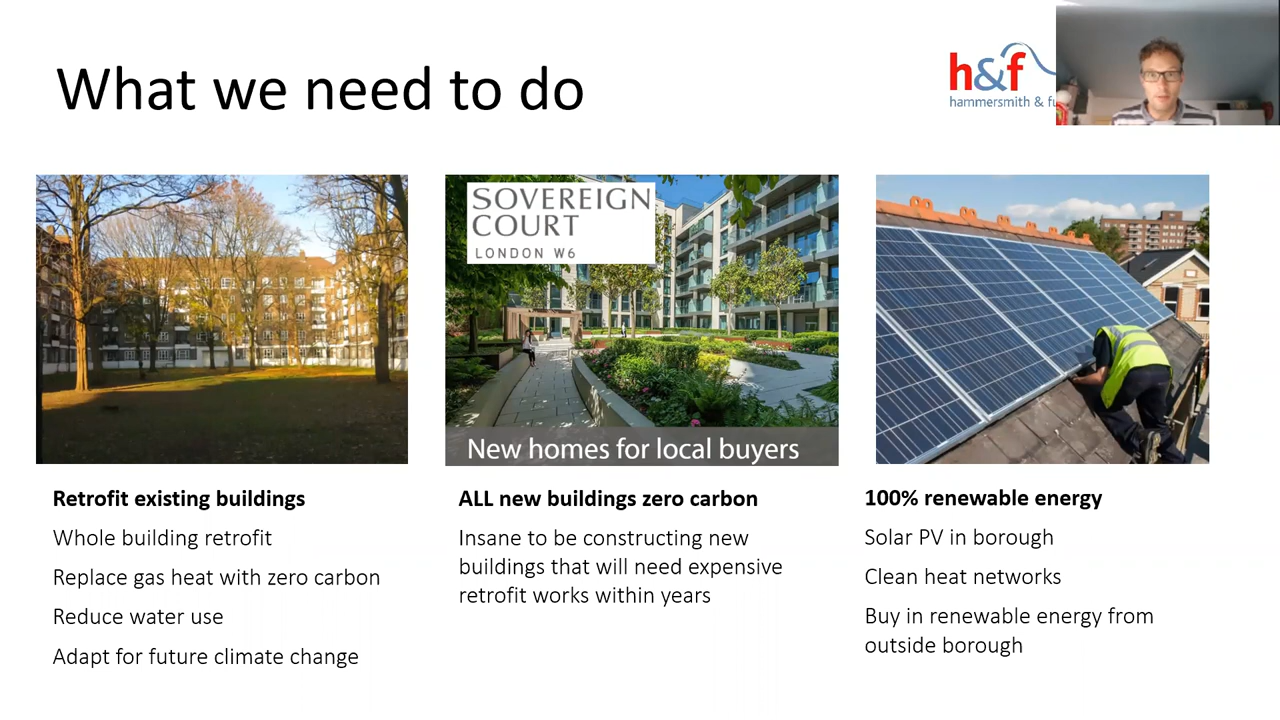 What we need to do
h&f
hammersmith & fu
SOVEREIGN
COURT
LONDON W6
New homes for local buyers
Retrofit existing buildings
Whole building retrofit
Replace gas heat with zero carbon
Reduce water use
Adapt for future climate change
ALL new buildings zero carbon
Insane to be constructing new
buildings that will need expensive
retrofit works within years
100% renewable energy
Solar PV in borough
Clean heat networks
Buy in renewable energy from
outside borough